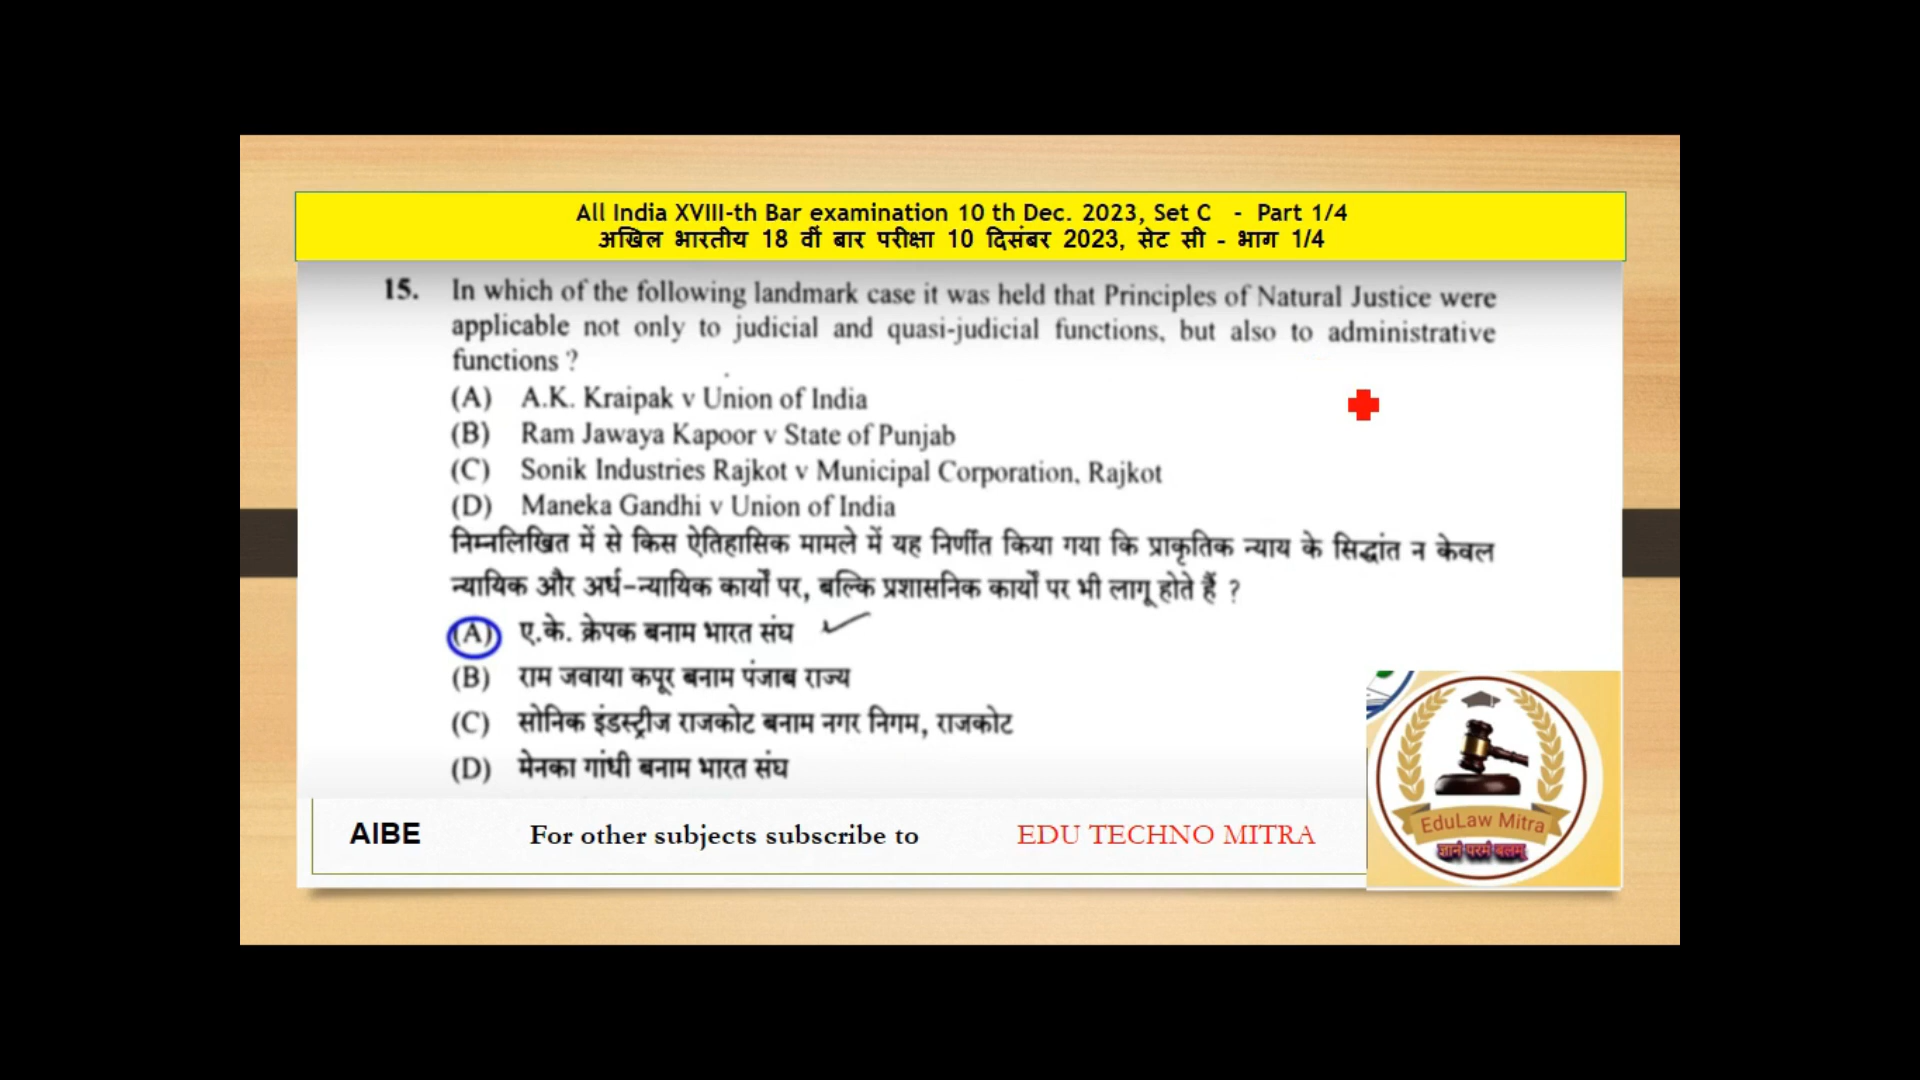 All India XVIII-th Bar examination 10 th Dec. 2023, Set C - Part 1/4
अखिल भारतीय 18 वीं बार परीक्षा 10 दिसंबर 2023, सेट सी - भाग 1/4
15. In which of the following landmark case it was held that Principles of Natural Justice were
applicable not only to judicial and quasi-judicial functions, but also to administrative
functions ?
(A) A.K. Kraipak v Union of India
(B) Ram Jawaya Kapoor v State of Punjab
(C) Sonik Industries Rajkot v Municipal Corporation, Rajkot
(D) Maneka Gandhi v Union of India
निम्नलिखित में से किस ऐतिहासिक मामले में यह निर्णीत किया गया कि प्राकृतिक न्याय के सिद्धांत न केवल
न्यायिक और अर्ध-न्यायिक कार्यों पर, बल्कि प्रशासनिक कार्यों पर भी लागू होते हैं ?
(A) ए.के. क्रेपक बनाम भारत संघ
(B) राम जवाया कपूर बनाम पंजाब राज्य
(C) सोनिक इंडस्ट्रीज राजकोट बनाम नगर निगम, राजकोट
(D) मेनका गांधी बनाम भारत संघ
AIBE For other subjects subscribe to EDU TECHNO MITRA
EduLaw Mitra
ज्ञानं परमं बलम्